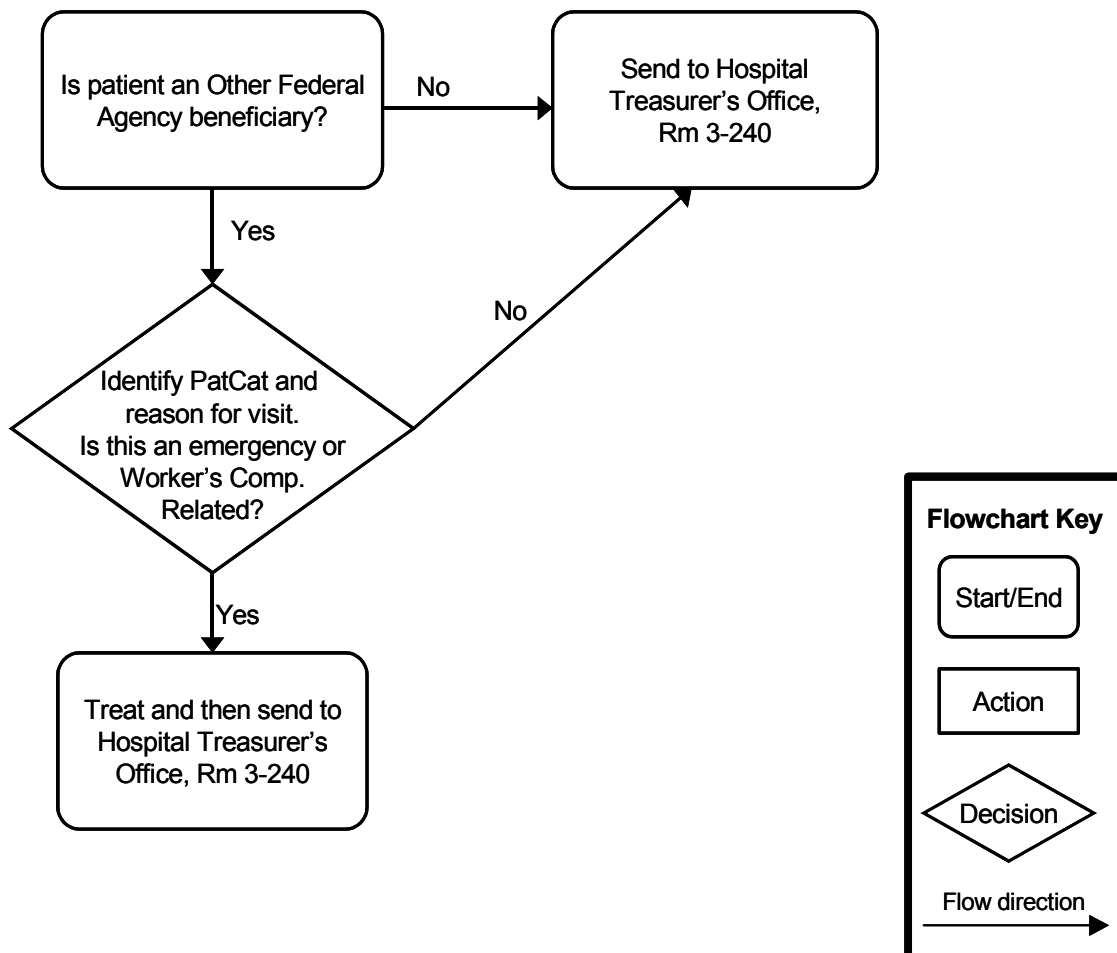 Is patient an Other Federal
Agency beneficiary?
No
Send to Hospital
Treasurer’s Office,
Rm 3-240
Yes
No
Identify PatCat and
reason for visit.
Is this an emergency or
Worker’s Comp.
Related?
Yes
Treat and then send to
Hospital Treasurer’s
Office, Rm 3-240
Flowchart Key
Start/End
Action
Decision
Flow direction